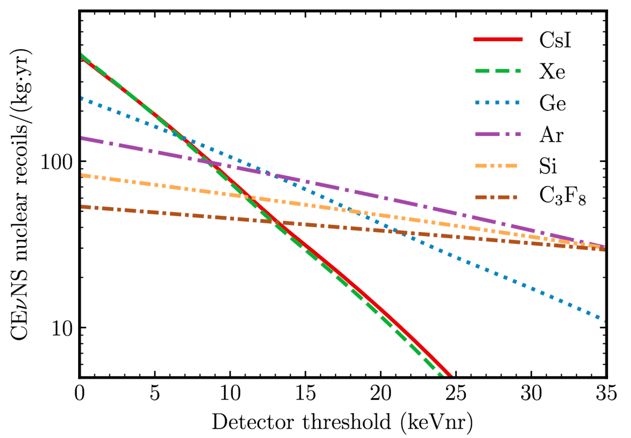 CEνNS nuclear recoils/(kg·yr)
100
10
CsI
Xe
Ge
Ar
Si
C₃F₈
0 5 10 15 20 25 30 35
Detector threshold (keVnr)